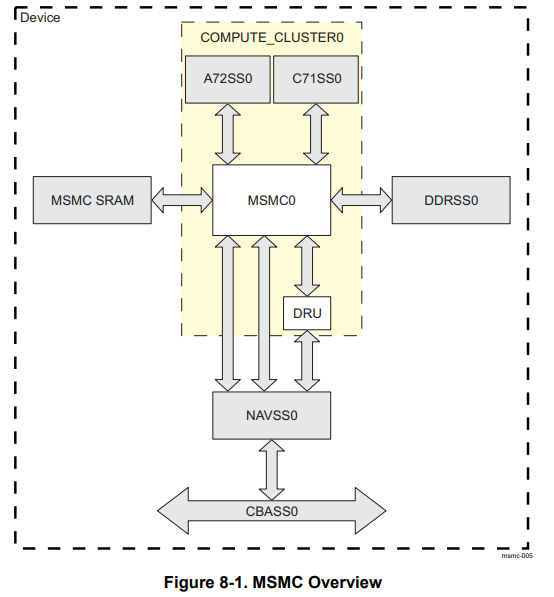 Device
COMPUTE_CLUSTER0
A72SS0
C71SS0
MSMC SRAM
MSMC0
DDRSS0
DRU
NAVSS0
CBASS0
msmc-005
Figure 8-1. MSMC Overview